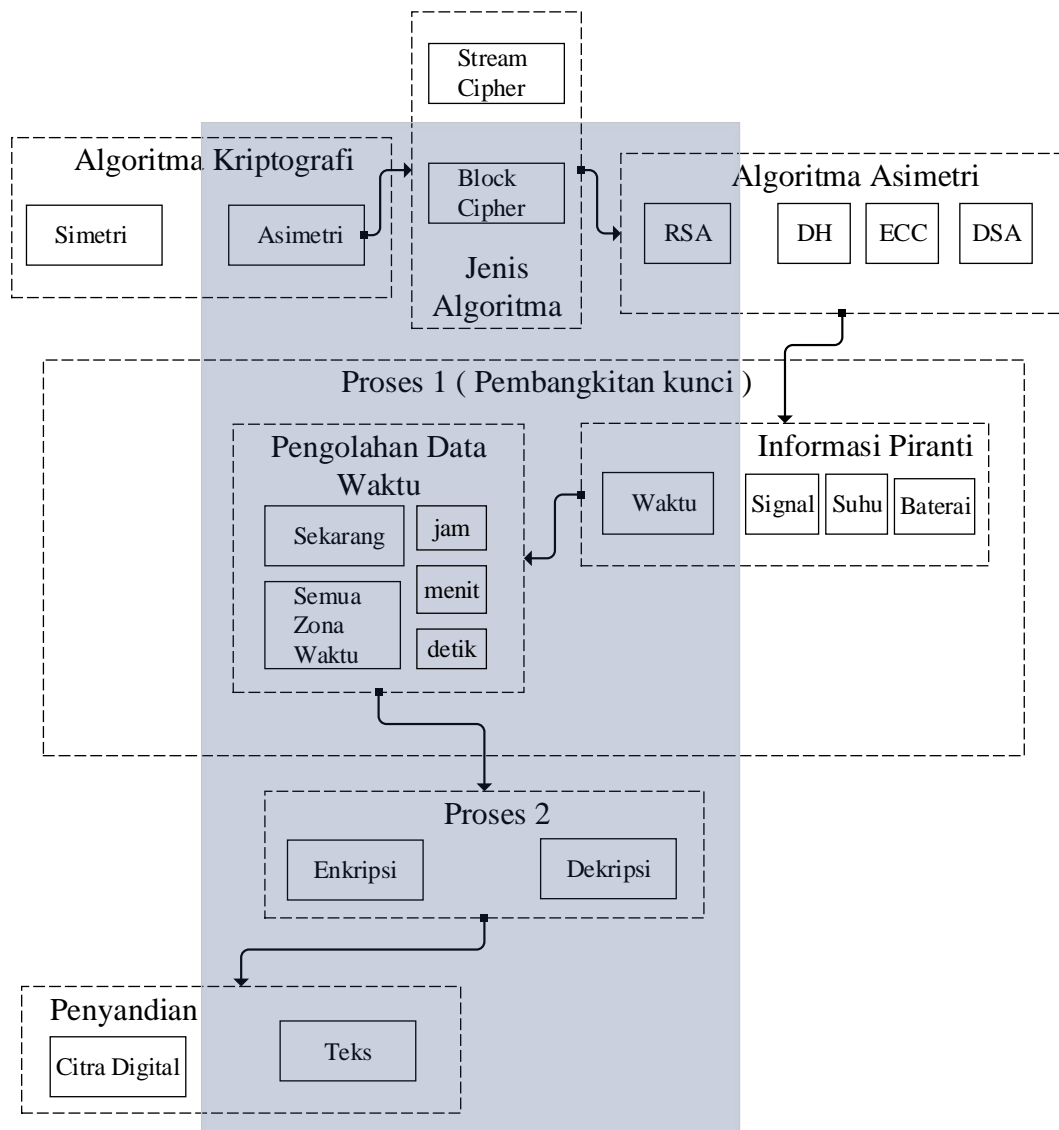 Stream
Cipher
Algoritma Kriptografi
Simetri
Asimetri
Block
Cipher
Jenis
Algoritma
Algoritma Asimetri
RSA
DH
ECC
DSA
Proses 1 ( Pembangkitan kunci )
Pengolahan Data
Waktu
Sekarang
jam
Semua
Zona
Waktu
menit
detik
Informasi Piranti
Waktu
Signal
Suhu
Baterai
Proses 2
Enkripsi
Dekripsi
Penyandian
Citra Digital
Teks